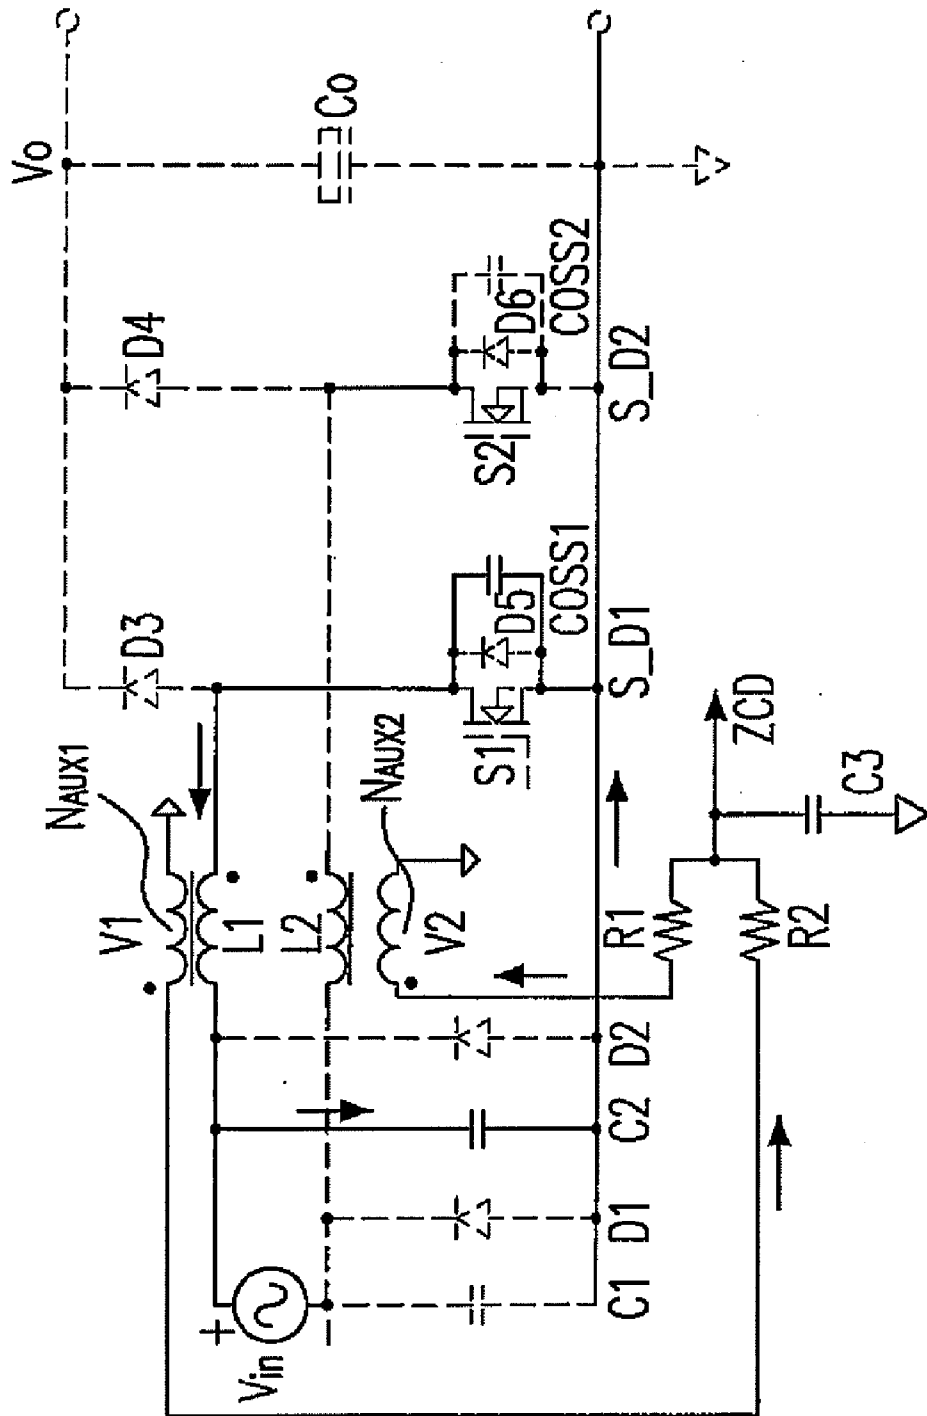 Vo
Co
D4
D6
COSS2
S2
S_D2
D3
D5
COSS1
S1
S_D1
NAUX1
NAUX2
V1
L1
L2
V2
R1
R2
ZCD
C3
+
Vin
–
C1
D1
C2
D2